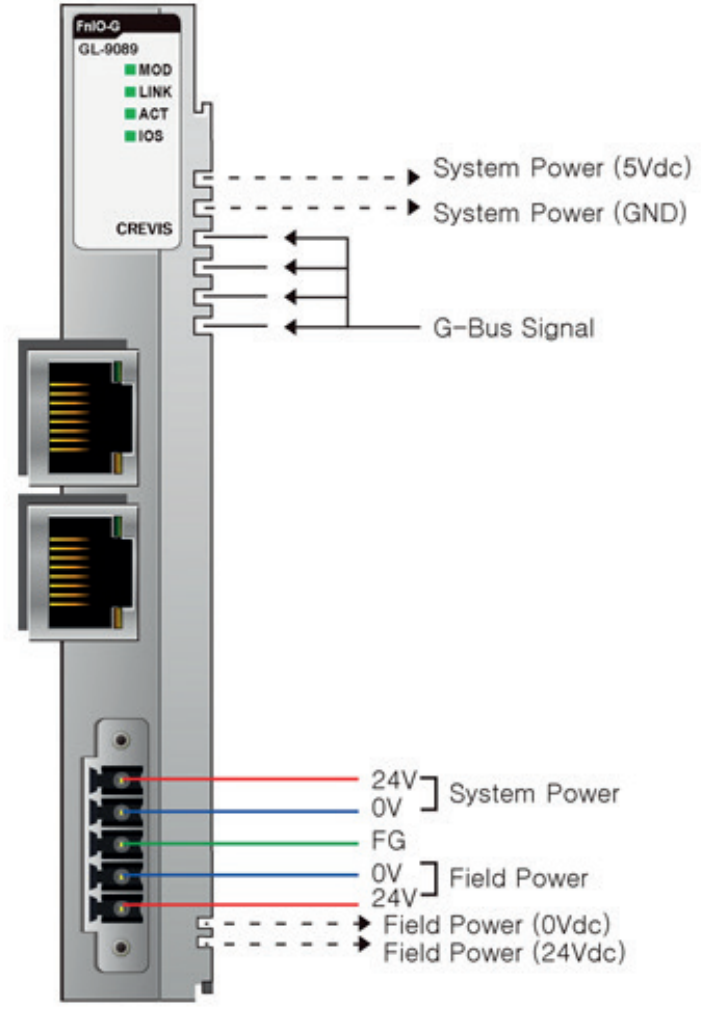 FnIO-G
GL-9089
MOD
LINK
ACT
IOS
CREVIS
System Power (5Vdc)
System Power (GND)
G-Bus Signal
24V
0V
System Power
FG
0V
24V
Field Power
Field Power (0Vdc)
Field Power (24Vdc)